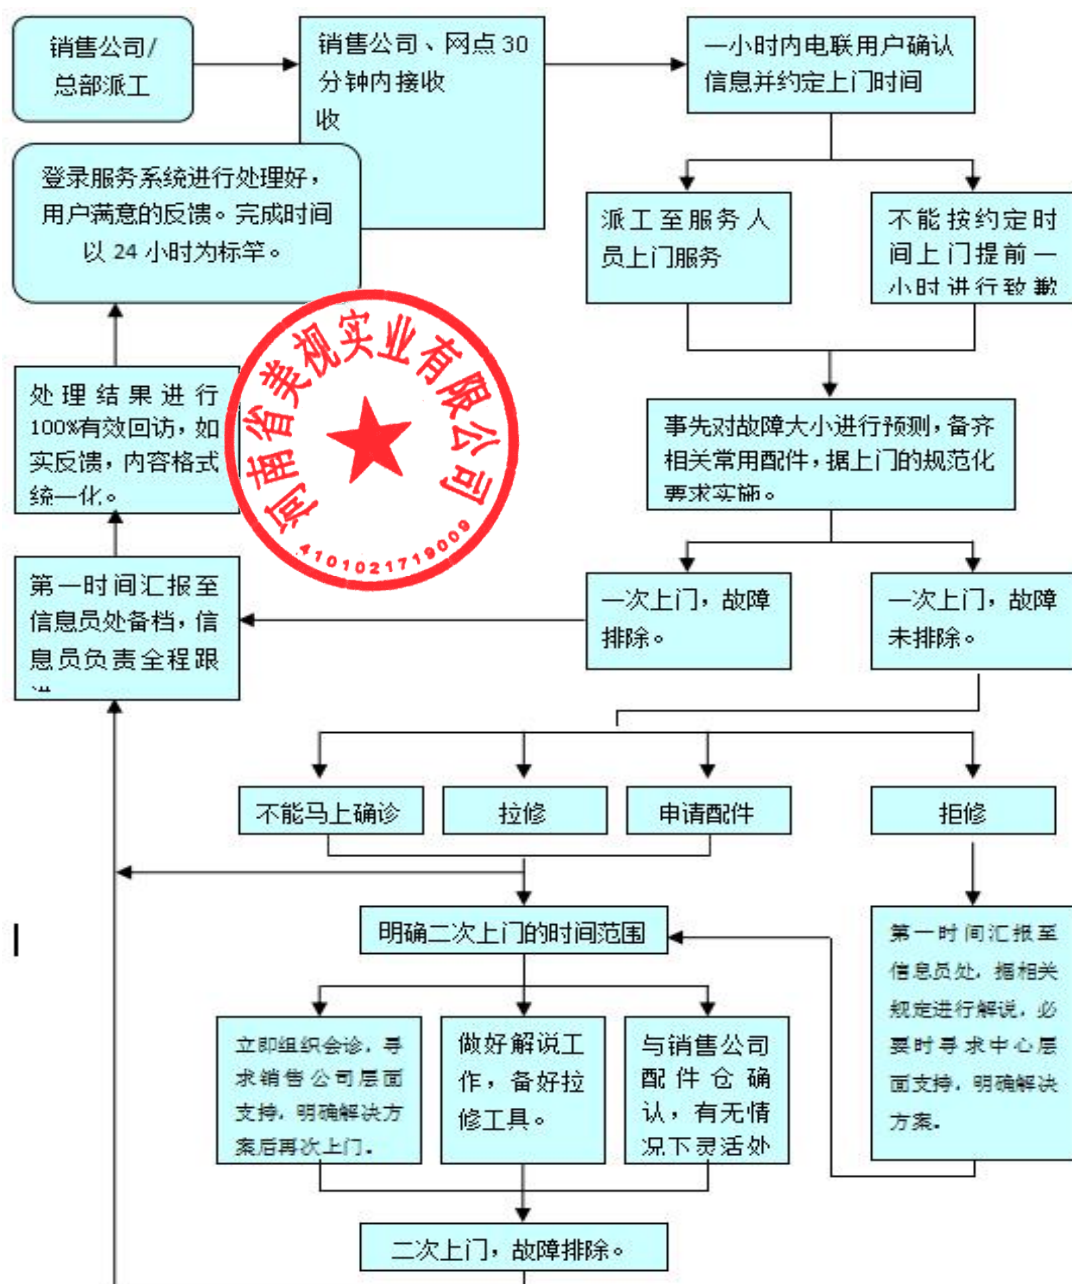 销售公司/
总部派工
销售公司、网点30
分钟内接收
收
一小时内电联用户确认
信息并约定上门时间
登录服务系统进行处理好，
用户满意的反馈。完成时间
以 24 小时为标竿。
派工至服务人
员上门服务
不能按约定时
间上门提前一
小时进行致歉
处理结果进行
100%有效回访，如
实反馈，内容格式
统一化。
河南省美视实业有限公司
4101021719009
事先对故障大小进行预测，备齐
相关常用配件，据上门的规范化
要求实施。
第一时间汇报至
信息员处备档，信
息员负责全程跟
一次上门，故障
排除。
一次上门，故障
未排除。
不能马上确诊
拉修
申请配件
拒修
明确二次上门的时间范围
第一时间汇报至
信息员处，据相关
规定进行解说，必
要时寻求中心层
面支持，明确解决
方案。
立即组织会诊，寻
求销售公司层面
支持，明确解决方
案后再次上门。
做好解说工
作，备好拉
修工具。
与销售公司
配件仓确
认，有无情
况下灵活处
二次上门，故障排除。